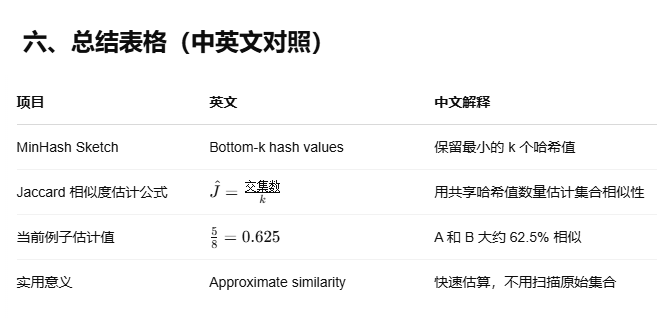 六、总结表格（中英文对照）
项目 英文 中文解释
MinHash Sketch Bottom-k hash values 保留最小的 k 个哈希值
Jaccard 相似度估计公式 Ĵ = 交集数/k 用共享哈希值数量估计集合相似性
当前例子估计值 5/8 = 0.625 A 和 B 大约 62.5% 相似
实用意义 Approximate similarity 快速估算，不用扫描原始集合